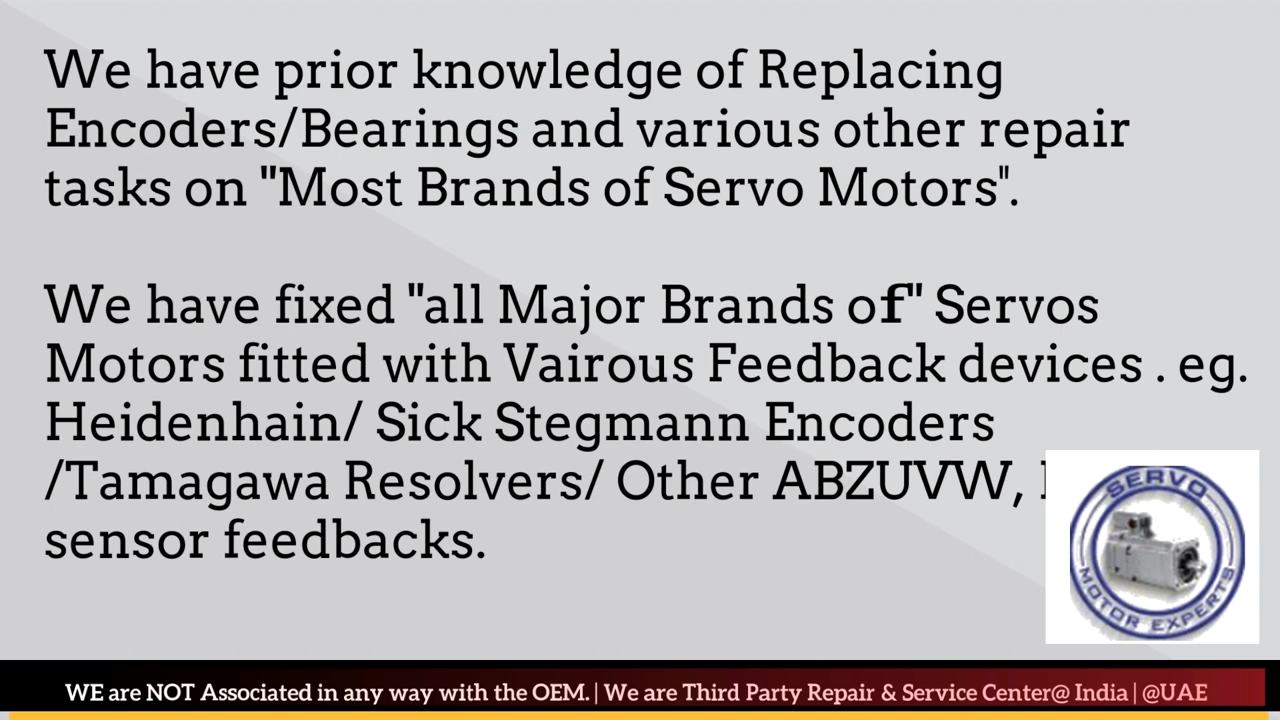 We have prior knowledge of Replacing
Encoders/Bearings and various other repair
tasks on "Most Brands of Servo Motors".
We have fixed "all Major Brands of" Servos
Motors fitted with Vairous Feedback devices . eg.
Heidenhain/ Sick Stegmann Encoders
/Tamagawa Resolvers/ Other ABZUVW,
sensor feedbacks.
SERVO
MOTOR EXPERTS
WE are NOT Associated in any way with the OEM. | We are Third Party Repair & Service Center@ India | @UAE